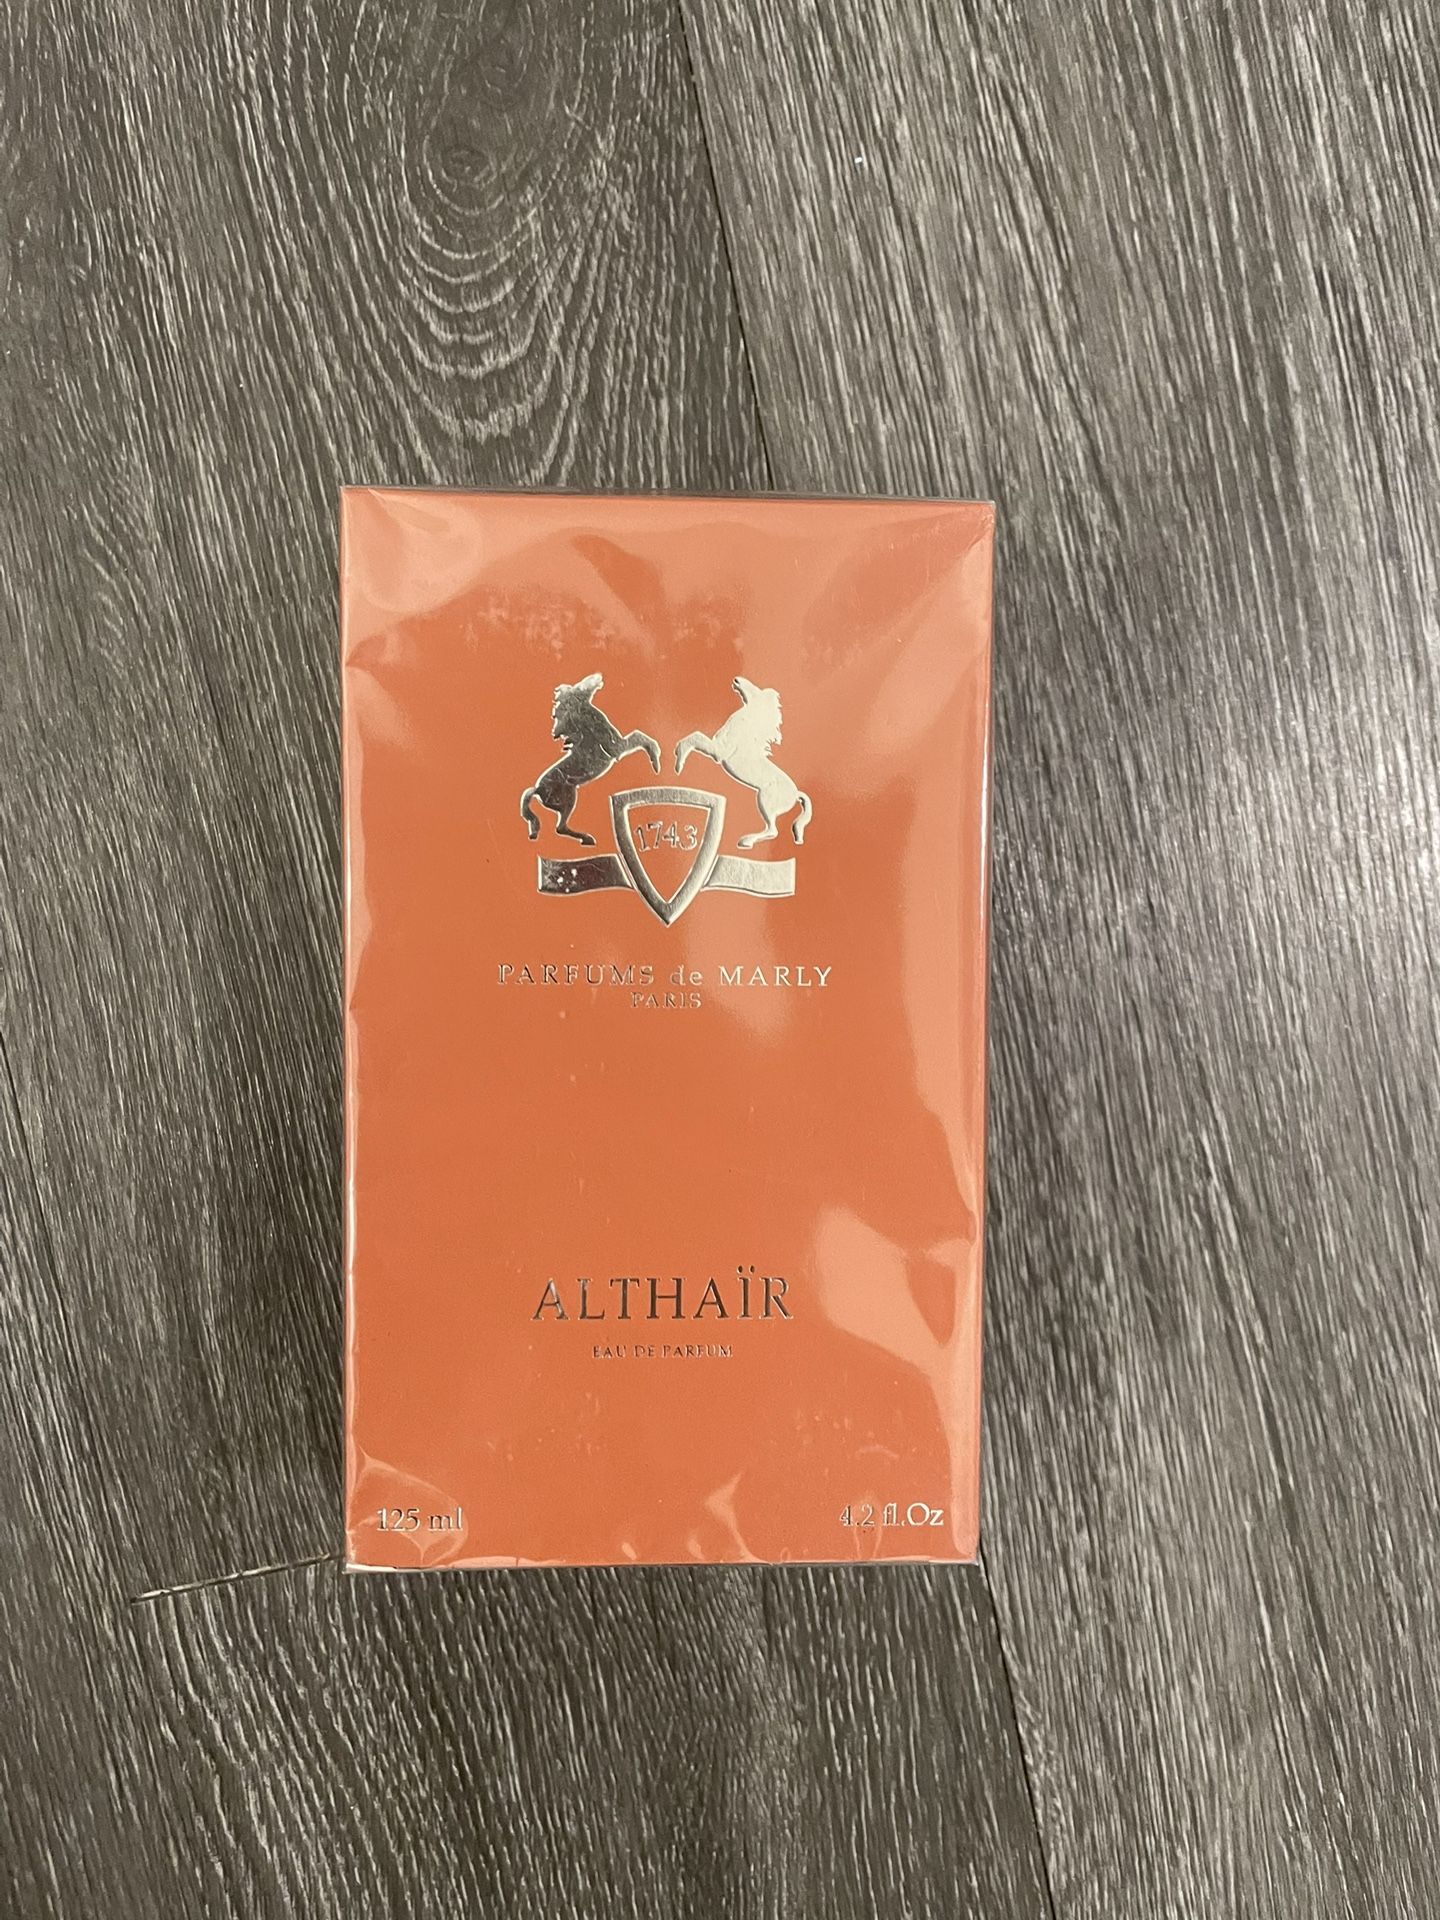 1743
PARFUMS de MARLY
PARIS
ALTHAÏR
EAU DE PARFUM
125 ml
4.2 fl.Oz